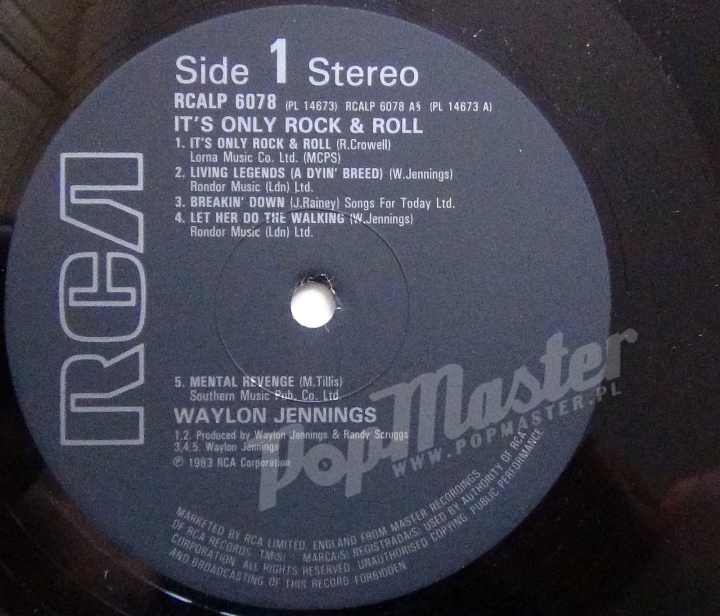 Side 1 Stereo
RCALP 6078 (PL 14673) RCALP 6078 A§ (PL 14673 A)
IT'S ONLY ROCK & ROLL
1. IT'S ONLY ROCK & ROLL (R.Crowell)
Lorna Music Co. Ltd. (MCPS)
2. LIVING LEGENDS (A DYIN' BREED) (W.Jennings)
Rondor Music (Ldn) Ltd.
3. BREAKIN' DOWN (J.Rainey) Songs For Today Ltd.
4. LET HER DO THE WALKING (W.Jennings)
Rondor Music (Ldn) Ltd.
RCA
5. MENTAL REVENGE (M.Tillis)
Southern Music Pub. Co. Ltd
WAYLON JENNINGS
1,2. Produced by Waylon Jennings & Randy Scruggs
3,4,5. Waylon Jennings
℗ 1983 RCA Corporation
PopMaster
WWW.POPMASTER.PL
MARKETED BY RCA LIMITED, ENGLAND FROM MASTER RECORDINGS
OF RCA RECORDS. TM(S) MARCA(S) REGISTRADA(S) USED BY AUTHORITY OF RCA
CORPORATION. ALL RIGHTS RESERVED. UNAUTHORISED COPYING, PUBLIC PERFORMANCE
AND BROADCASTING OF THIS RECORD FORBIDDEN